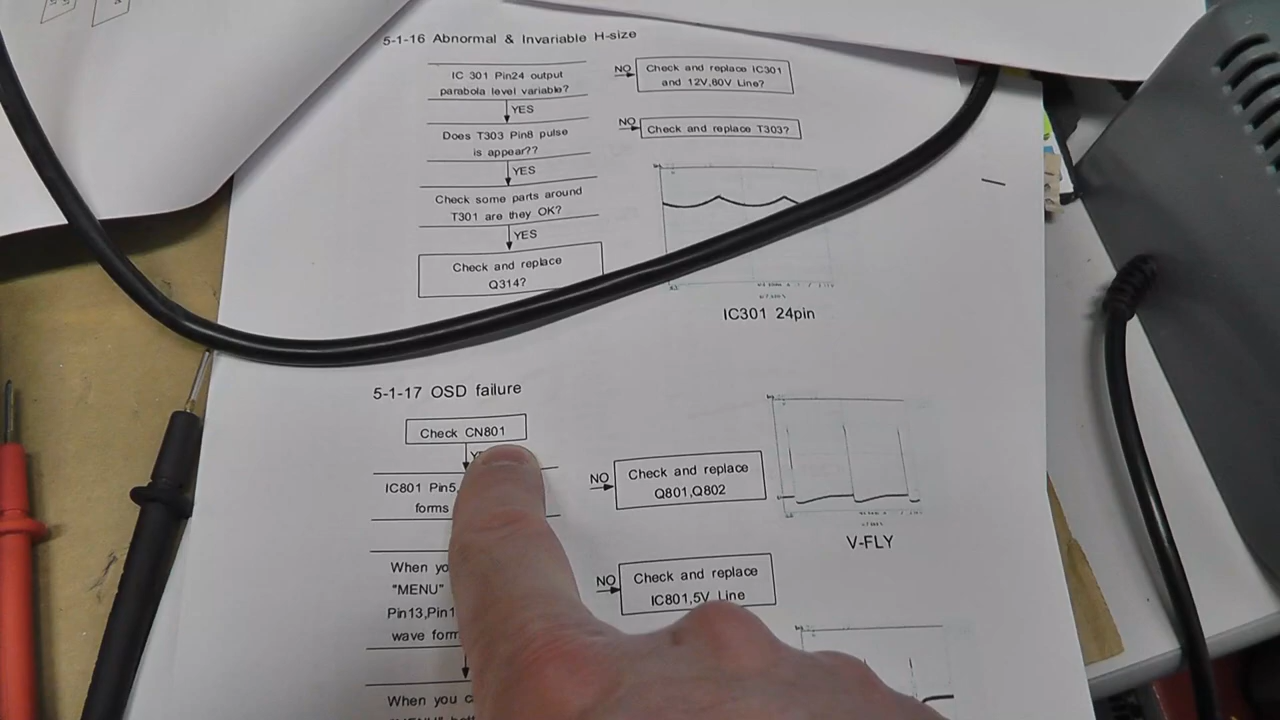 5-1-16 Abnormal & Invariable H-size
IC 301 Pin24 output
parabola level variable?
NO
Check and replace IC301
and 12V,80V Line?
YES
Does T303 Pin8 pulse
is appear??
NO
Check and replace T303?
YES
Check some parts around
T301 are they OK?
YES
Check and replace
Q314?
IC301 24pin
5-1-17 OSD failure
Check CN801
IC801 Pin5,
forms
NO
Check and replace
Q801,Q802
V-FLY
When yo
"MENU"
Pin13,Pin1
wave form
NO
Check and replace
IC801,5V Line
When you c